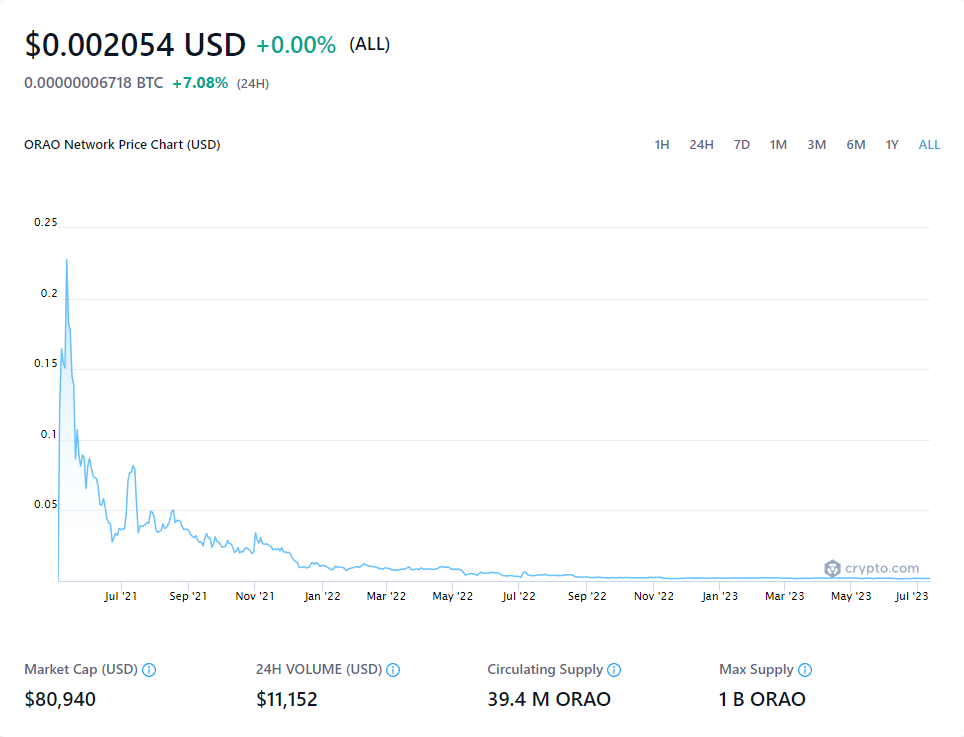 $0.002054 USD +0.00% (ALL)
0.00000006718 BTC +7.08% (24H)
ORAO Network Price Chart (USD) 1H 24H 7D 1M 3M 6M 1Y ALL
0.25
0.2
0.15
0.1
0.05
crypto.com
Jul '21 Sep '21 Nov '21 Jan '22 Mar '22 May '22 Jul '22 Sep '22 Nov '22 Jan '23 Mar '23 May '23 Jul '23
Market Cap (USD) 24H VOLUME (USD) Circulating Supply Max Supply
$80,940 $11,152 39.4 M ORAO 1 B ORAO